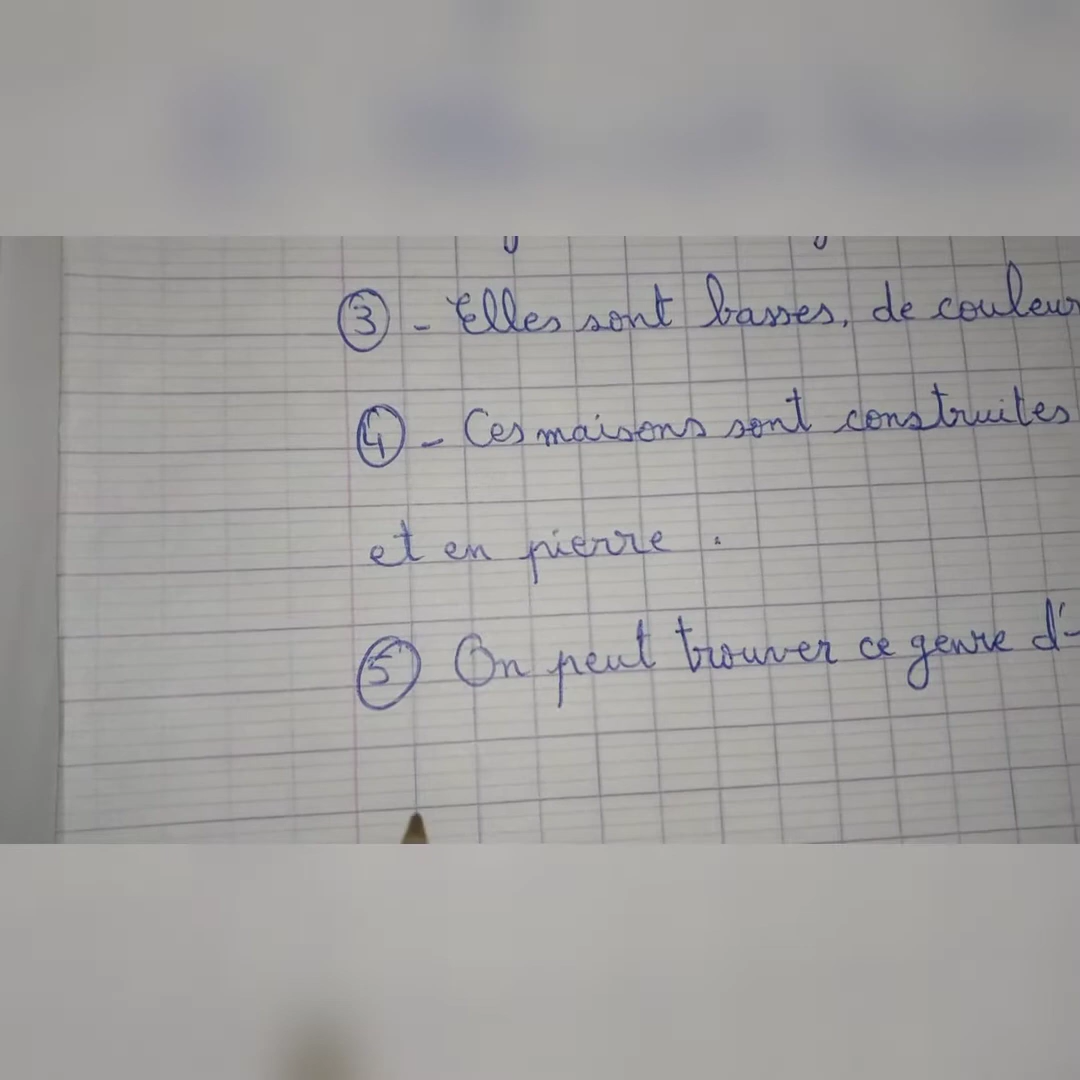 ③ - Elles sont basses, de couleur
④ - Ces maisons sont construites
et en pierre .
⑤ On peut trouver ce genre d'-